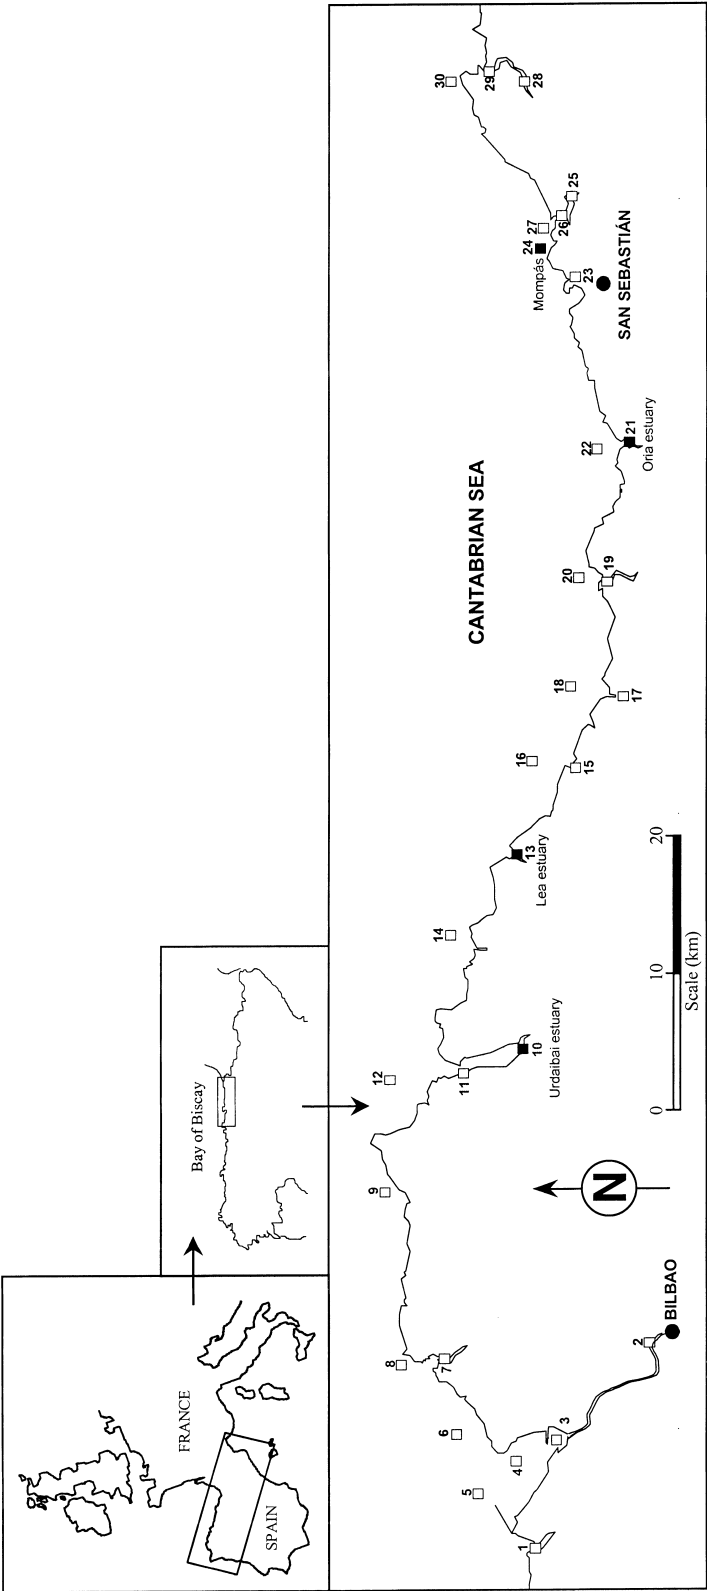 FRANCE
SPAIN
Bay of Biscay
CANTABRIAN SEA
1
2
BILBAO
3
4
5
6
7
8
9
10
Urdaibai estuary
11
12
13
Lea estuary
14
15
16
17
18
19
20
21
Oria estuary
22
23
SAN SEBASTIÁN
24
Mompás
25
26
27
28
29
30
N
0 10 20
Scale (km)